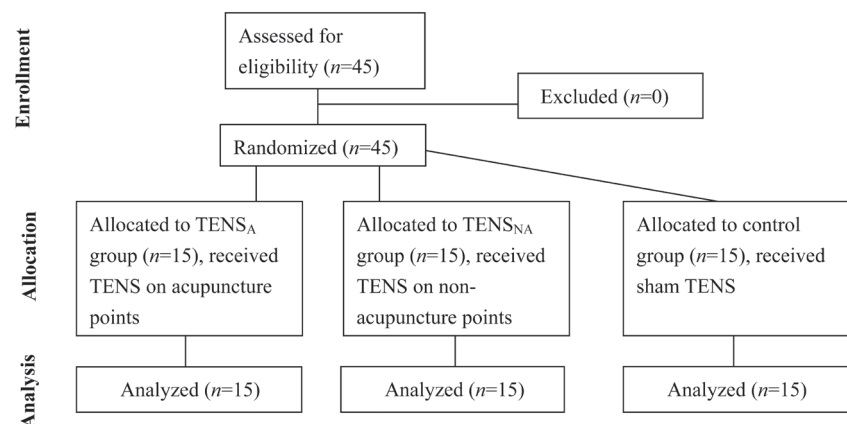 Enrollment
Assessed for
eligibility (n=45)
Excluded (n=0)
Randomized (n=45)
Allocation
Allocated to TENSA
group (n=15), received
TENS on acupuncture
points
Allocated to TENSNA
group (n=15), received
TENS on non-
acupuncture points
Allocated to control
group (n=15), received
sham TENS
Analysis
Analyzed (n=15)
Analyzed (n=15)
Analyzed (n=15)